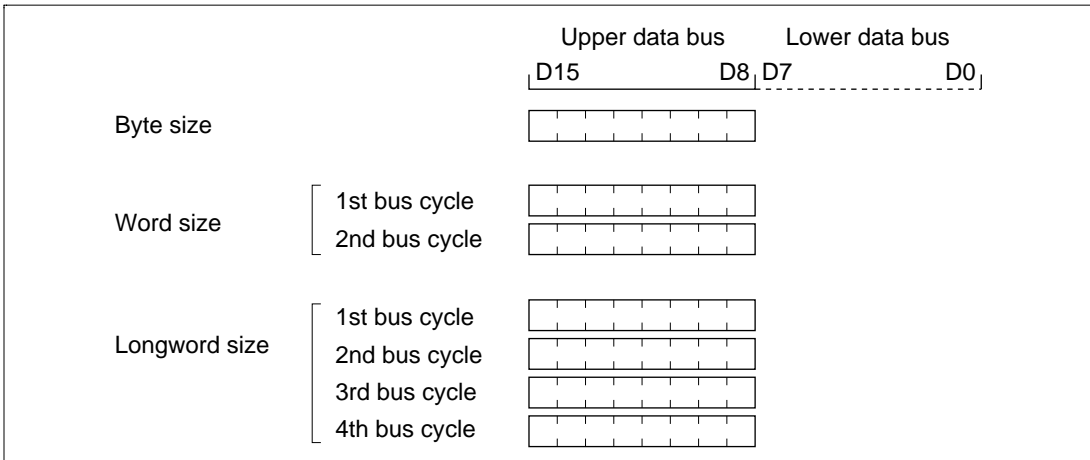 Upper data bus Lower data bus
D15 D8 D7 D0
Byte size
Word size
1st bus cycle
2nd bus cycle
Longword size
1st bus cycle
2nd bus cycle
3rd bus cycle
4th bus cycle